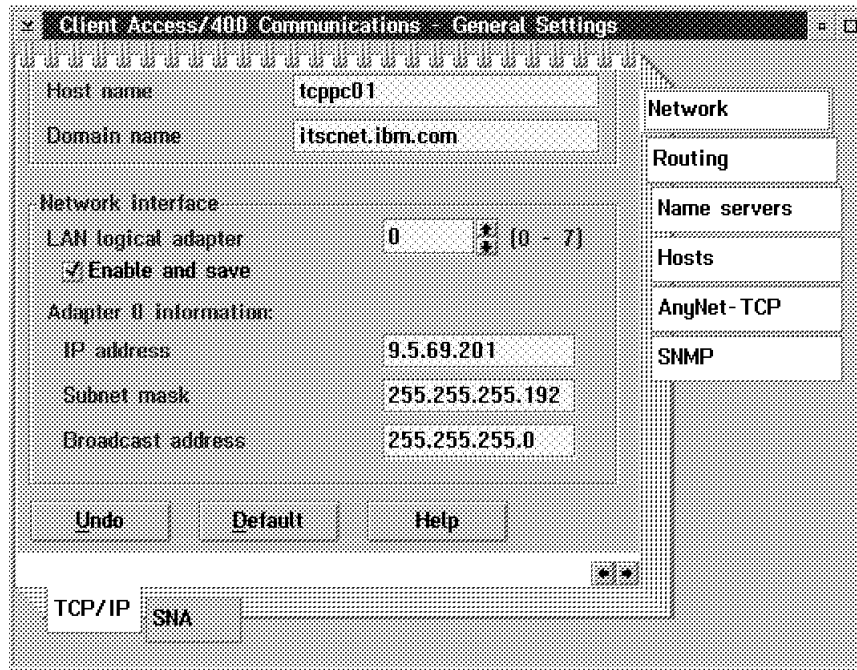 Client Access/400 Communications - General Settings
Host name tcppc01
Domain name itscnet.ibm.com
Network interface
LAN logical adapter 0 (0 - 7)
Enable and save
Adapter 0 information:
IP address 9.5.69.201
Subnet mask 255.255.255.192
Broadcast address 255.255.255.0
Undo Default Help
Network
Routing
Name servers
Hosts
AnyNet-TCP
SNMP
TCP/IP SNA